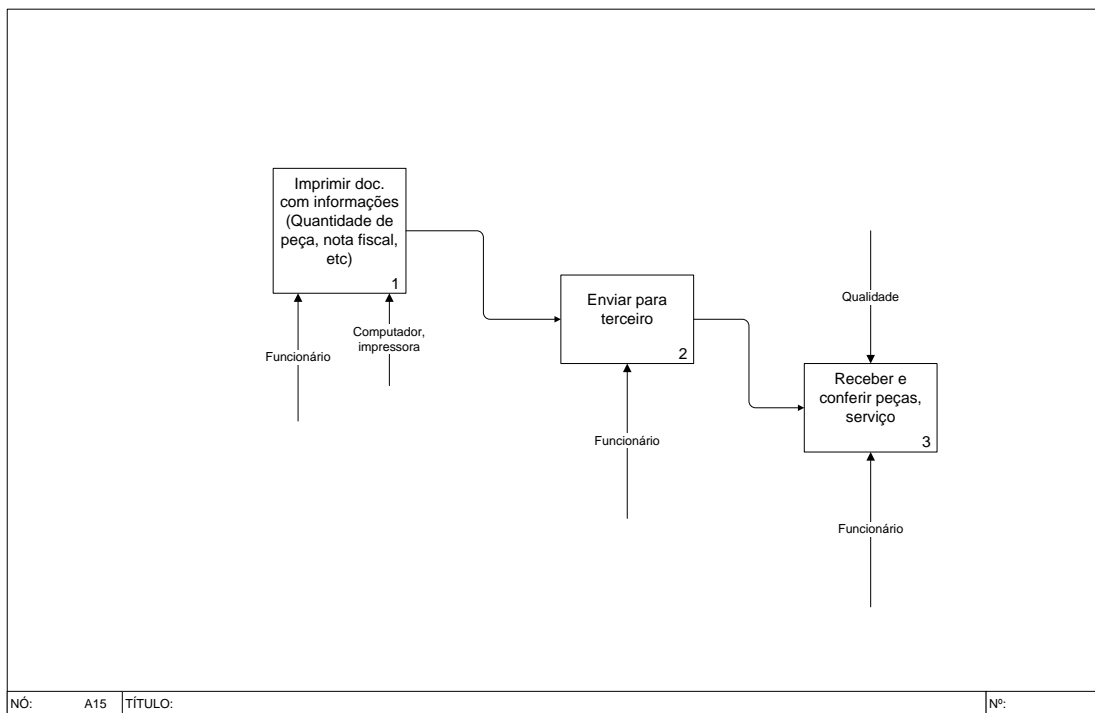 Imprimir doc.
com informações
(Quantidade de
peça, nota fiscal,
etc)
1
Funcionário
Computador,
impressora
Enviar para
terceiro
2
Funcionário
Qualidade
Receber e
conferir peças,
serviço
3
Funcionário
NÓ: A15 TÍTULO: Nº: